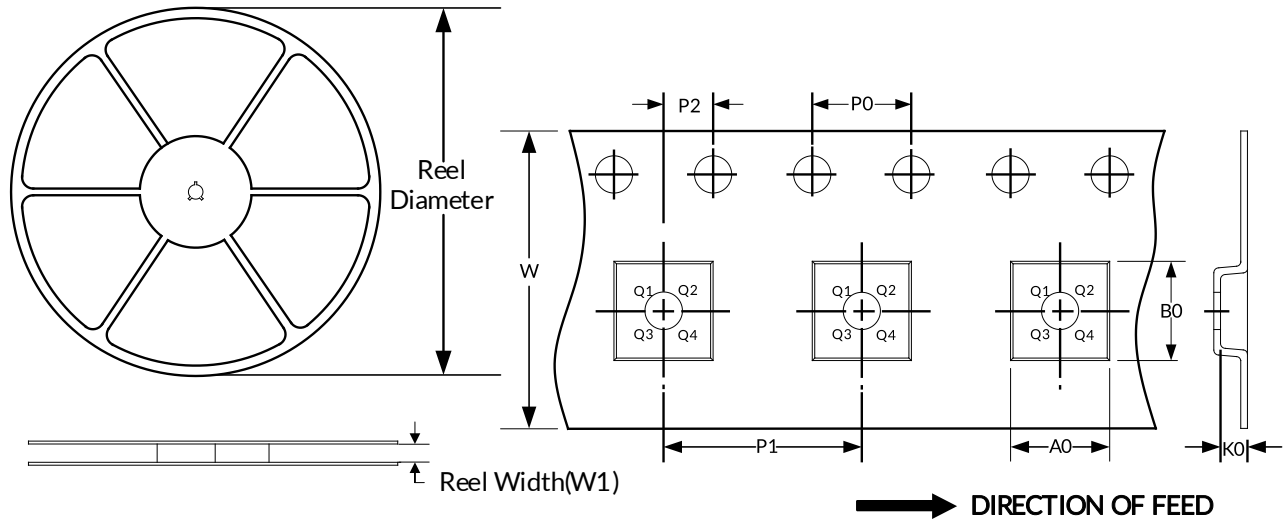 Reel
Diameter
Reel Width(W1)
P2
P0
W
Q1 Q2
Q3 Q4
Q1 Q2
Q3 Q4
Q1 Q2
Q3 Q4
B0
P1
A0
K0
DIRECTION OF FEED